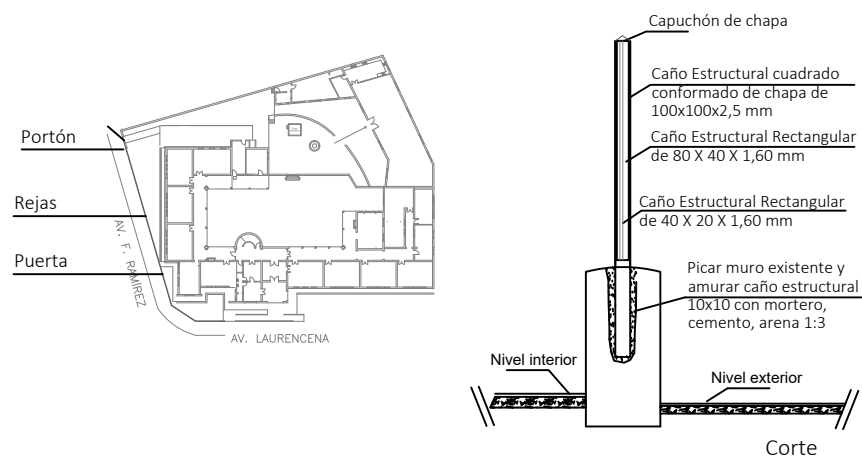 Portón
Rejas
Puerta
AV. F. RAMÍREZ
AV. LAURENCENA
Capuchón de chapa
Caño Estructural cuadrado
conformado de chapa de
100x100x2,5 mm
Caño Estructural Rectangular
de 80 X 40 X 1,60 mm
Caño Estructural Rectangular
de 40 X 20 X 1,60 mm
Picar muro existente y
amurar caño estructural
10x10 con mortero,
cemento, arena 1:3
Nivel interior
Nivel exterior
Corte